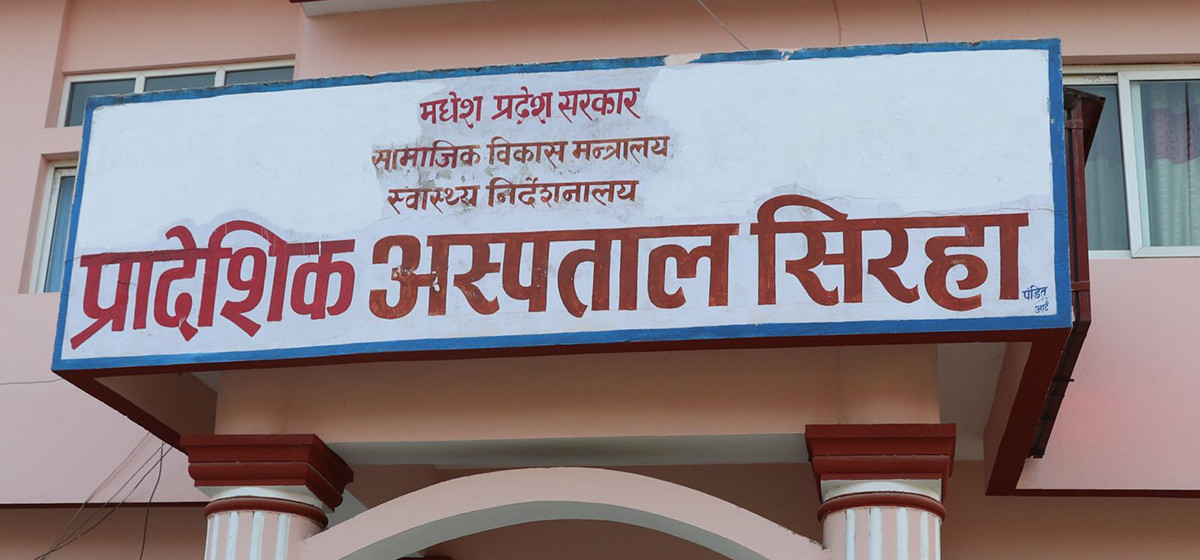 मधेश प्रदेश सरकार
सामाजिक विकास मन्त्रालय
स्वास्थ्य निर्देशनालय
प्रादेशिक अस्पताल सिरहा
पंडित
आर्ट